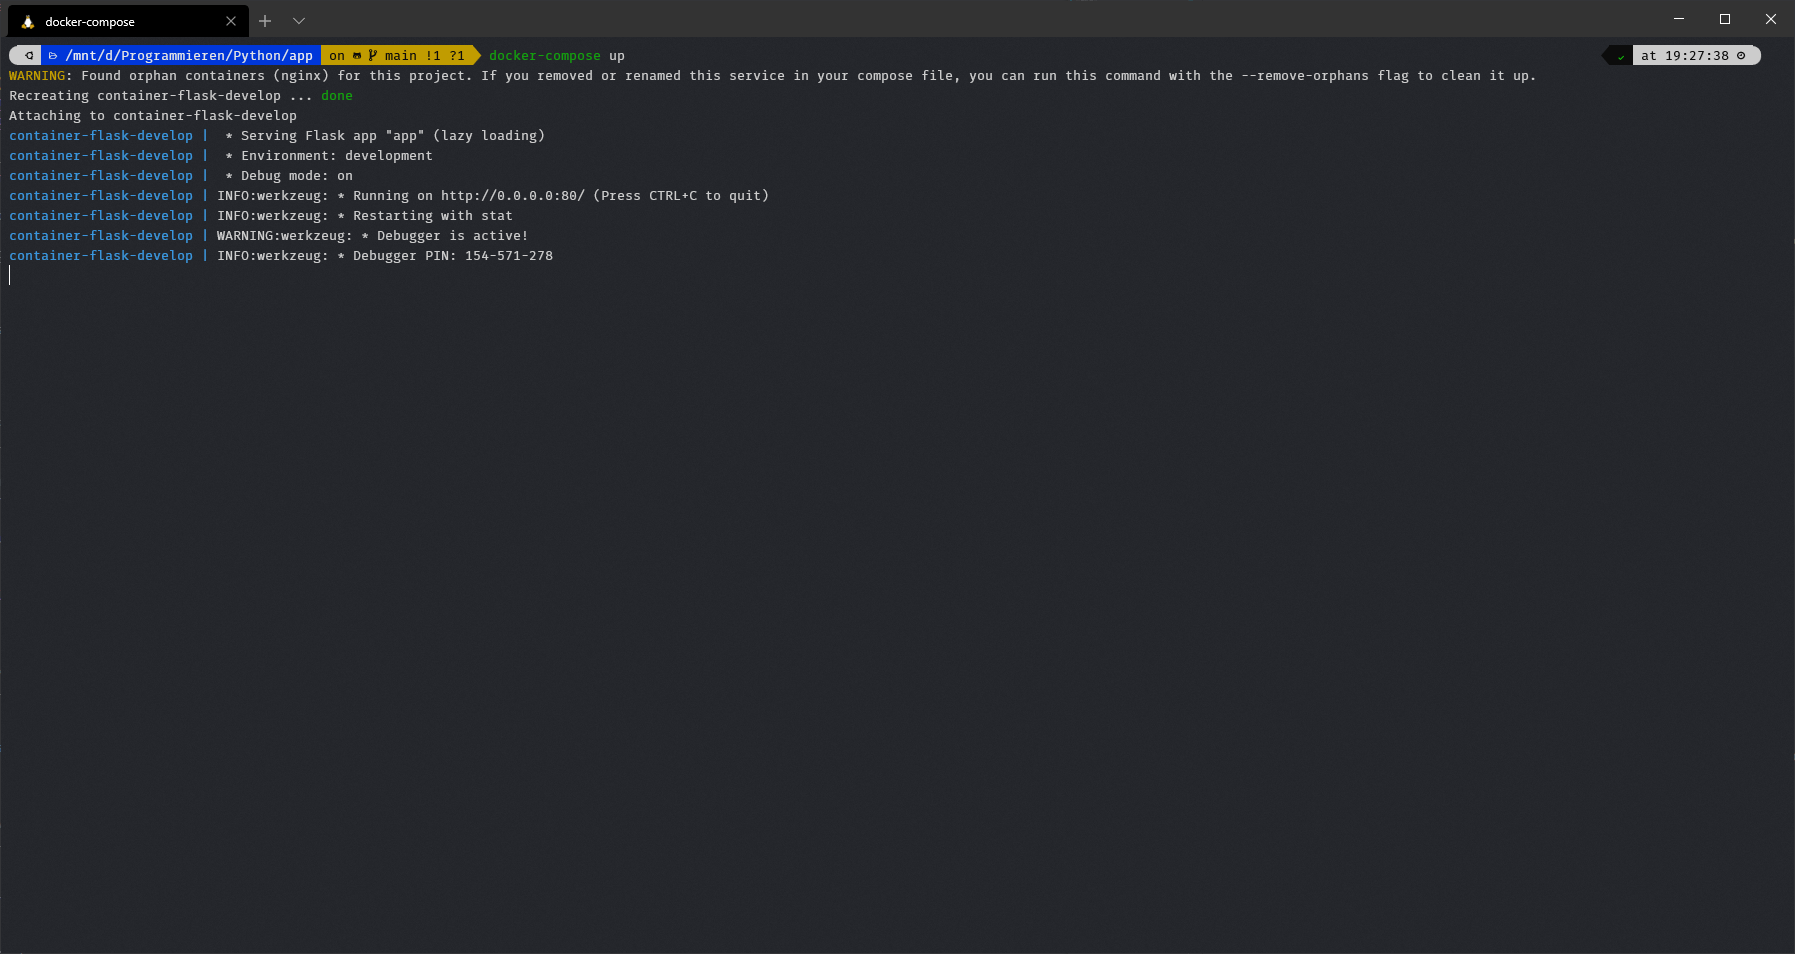 docker-compose
/mnt/d/Programmieren/Python/app on main !1 ?1 docker-compose up ✓ at 19:27:38
WARNING: Found orphan containers (nginx) for this project. If you removed or renamed this service in your compose file, you can run this command with the --remove-orphans flag to clean it up.
Recreating container-flask-develop ... done
Attaching to container-flask-develop
container-flask-develop |  * Serving Flask app "app" (lazy loading)
container-flask-develop |  * Environment: development
container-flask-develop |  * Debug mode: on
container-flask-develop | INFO:werkzeug: * Running on http://0.0.0.0:80/ (Press CTRL+C to quit)
container-flask-develop | INFO:werkzeug: * Restarting with stat
container-flask-develop | WARNING:werkzeug: * Debugger is active!
container-flask-develop | INFO:werkzeug: * Debugger PIN: 154-571-278